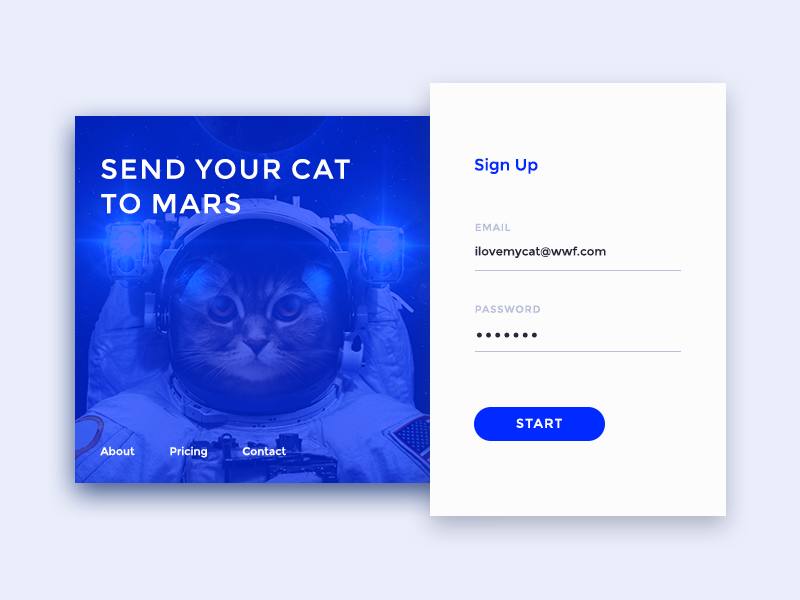 SEND YOUR CAT
TO MARS
About Pricing Contact
Sign Up
EMAIL
ilovemycat@wwf.com
PASSWORD
•••••••
START